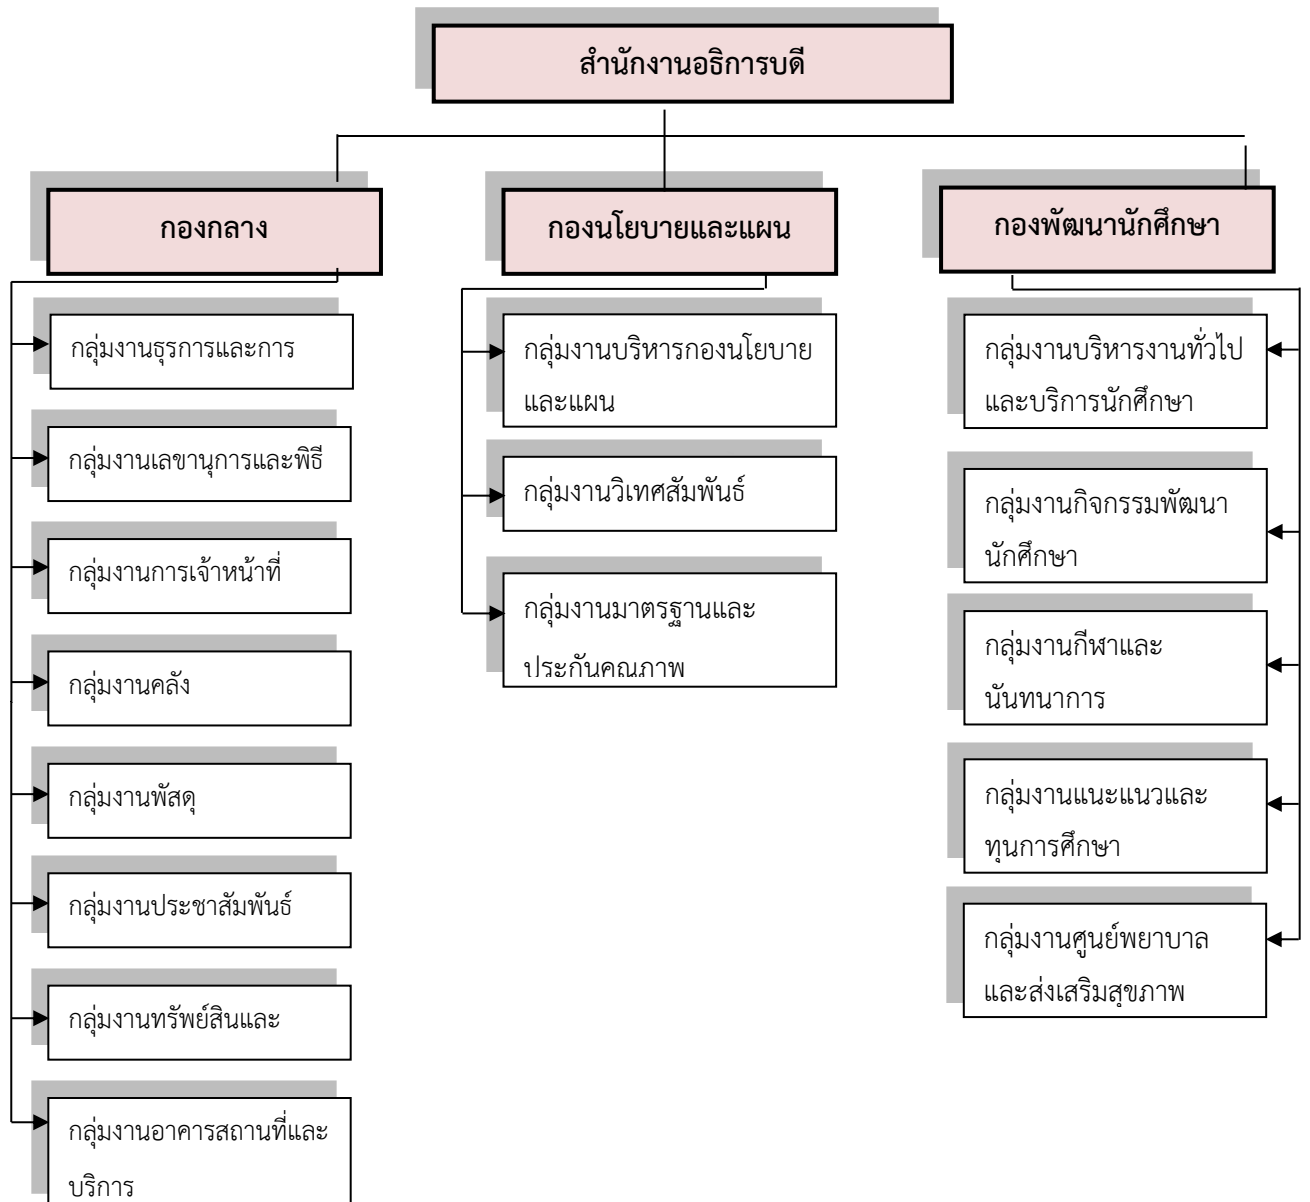 สำนักงานอธิการบดี
กองกลาง
กลุ่มงานธุรการและการ
กลุ่มงานเลขานุการและพิธี
กลุ่มงานการเจ้าหน้าที่
กลุ่มงานคลัง
กลุ่มงานพัสดุ
กลุ่มงานประชาสัมพันธ์
กลุ่มงานทรัพย์สินและ
กลุ่มงานอาคารสถานที่และ
บริการ
กองนโยบายและแผน
กลุ่มงานบริหารกองนโยบาย
และแผน
กลุ่มงานวิเทศสัมพันธ์
กลุ่มงานมาตรฐานและ
ประกันคุณภาพ
กองพัฒนานักศึกษา
กลุ่มงานบริหารงานทั่วไป
และบริการนักศึกษา
กลุ่มงานกิจกรรมพัฒนา
นักศึกษา
กลุ่มงานกีฬาและ
นันทนาการ
กลุ่มงานแนะแนวและ
ทุนการศึกษา
กลุ่มงานศูนย์พยาบาล
และส่งเสริมสุขภาพ